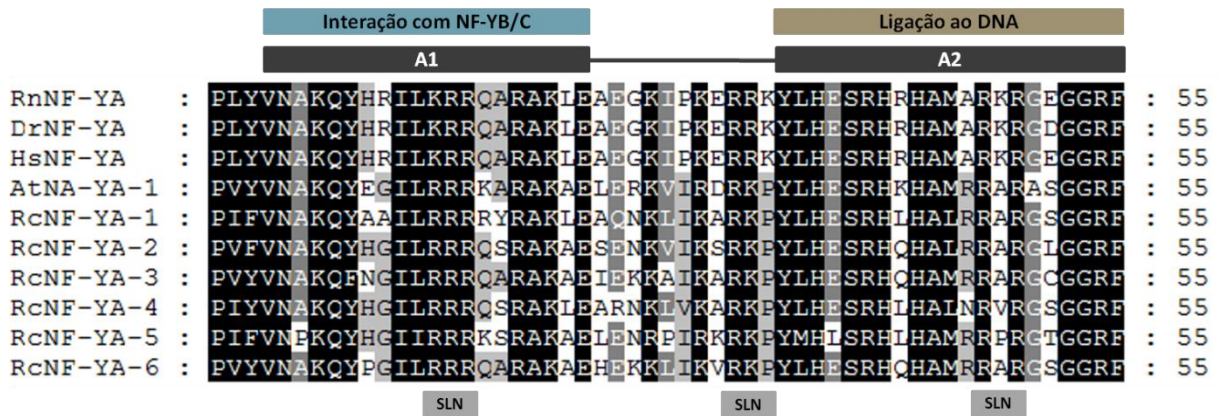 Interação com NF-YB/C Ligação ao DNA
A1 A2
RnNF-YA : PLYVNAKQYHRILKRRQARAKLEAEGKIPKERRKYLHESRHRHAMARKRGEGGRF : 55
DrNF-YA : PLYVNAKQYHRILKRRQARAKLEAEGKIPKERRKYLHESRHRHAMARKRGDGGRF : 55
HsNF-YA : PLYVNAKQYHRILKRRQARAKLEAEGKIPKERRKYLHESRHRHAMARKRGEGGRF : 55
AtNA-YA-1 : PVYVNAKQYEGILRRRKARAKAELERKVIRDRKPYLHESRHKHAMRRARASGGRF : 55
RcNF-YA-1 : PIFVNAKQYAAILRRRRYRAKLEAQNKLIKARKPYLHESRHLHALRRARGSGGRF : 55
RcNF-YA-2 : PVFVNAKQYHGILRRRQSRAKAESENKVIKSRKPYLHESRHQHALRRARGLGGRF : 55
RcNF-YA-3 : PVYVNAKQFNGILRRRQARAKAEIEKKAIKARKPYLHESRHQHAMRRARGCGGRF : 55
RcNF-YA-4 : PIYVNAKQYHGILRRRQSRAKLEARNKLVKARKPYLHESRHLHALNRVRGSGGRF : 55
RcNF-YA-5 : PIFVNPKQYHGIIRRRKSRAKAELENRPIRKRKPYMHLSRHLHAMRRPRGTGGRF : 55
RcNF-YA-6 : PVYVNAKQYPGILRRRQARAKAEHEKKLIKVRKPYLHESRHQHAMRRARGSGGRF : 55
SLN SLN SLN